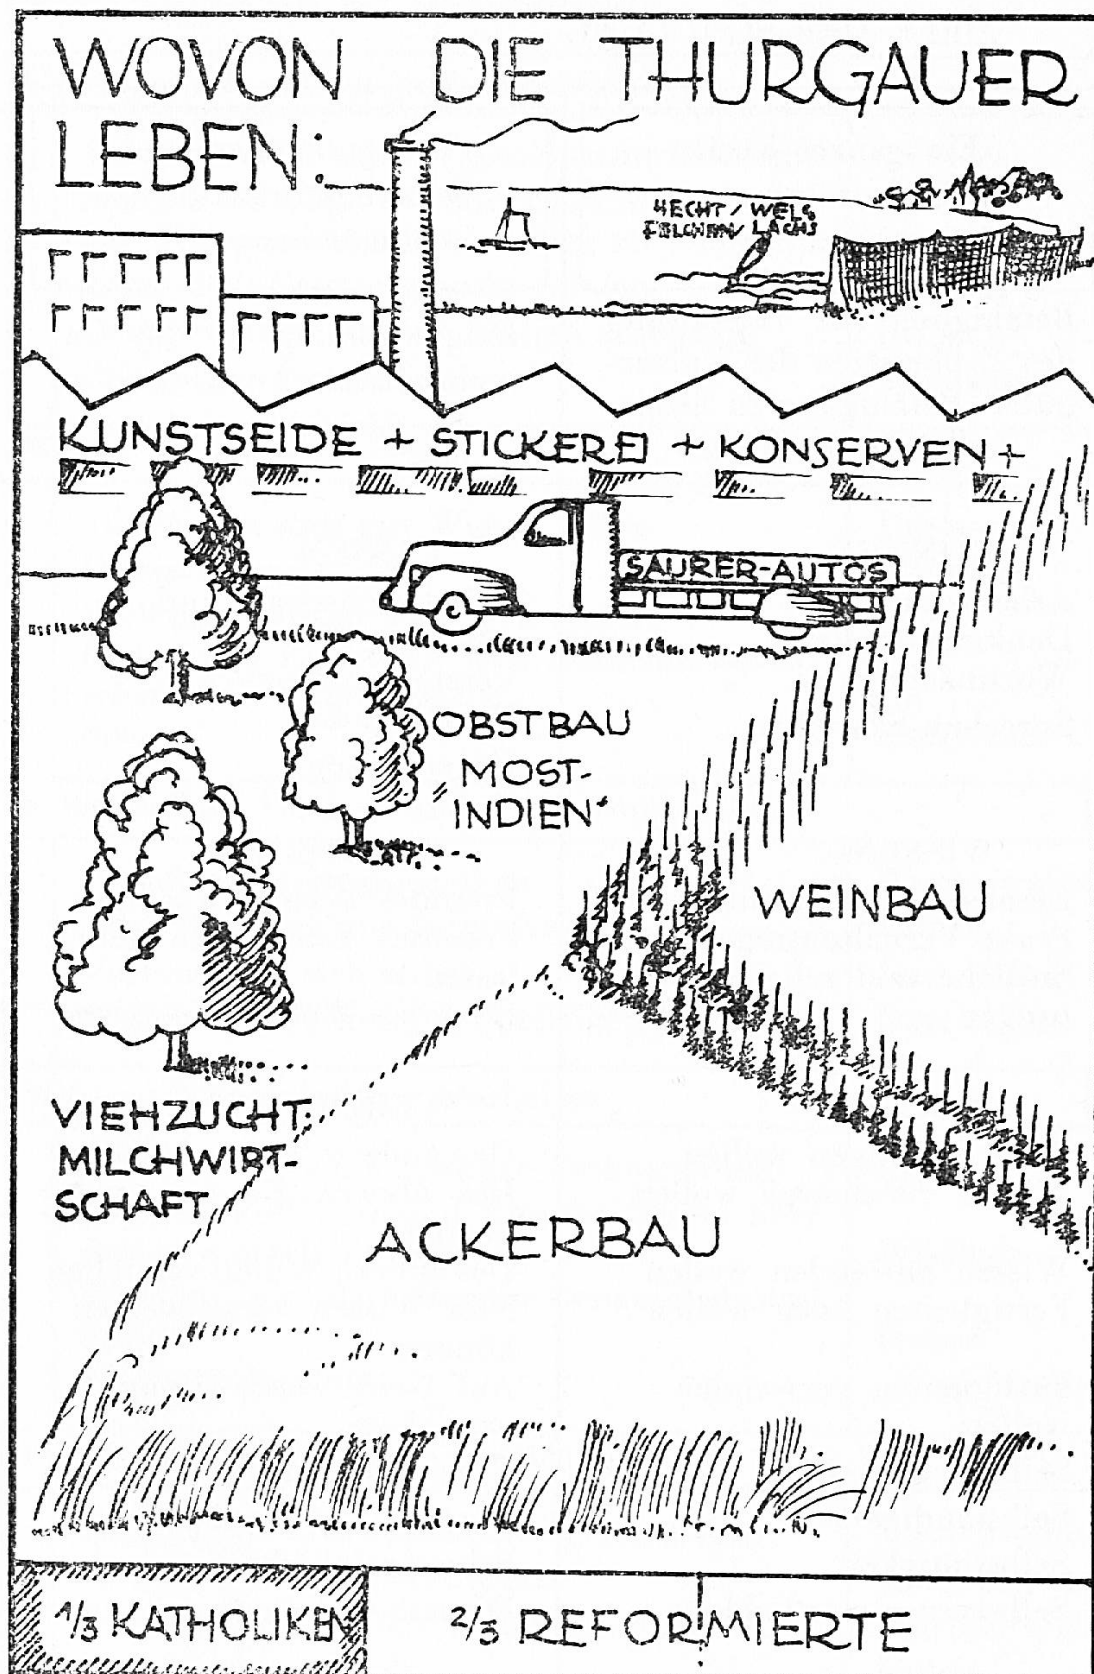 WOVON DIE THURGAUER
LEBEN:
HECHT / WELS
FELCHEN / LACHS
KUNSTSEIDE + STICKEREI + KONSERVEN +
SAURER-AUTOS
OBSTBAU
„MOST-
INDIEN“
WEINBAU
VIEHZUCHT
MILCHWIRT-
SCHAFT
ACKERBAU
1/3 KATHOLIKEN
2/3 REFORMIERTE